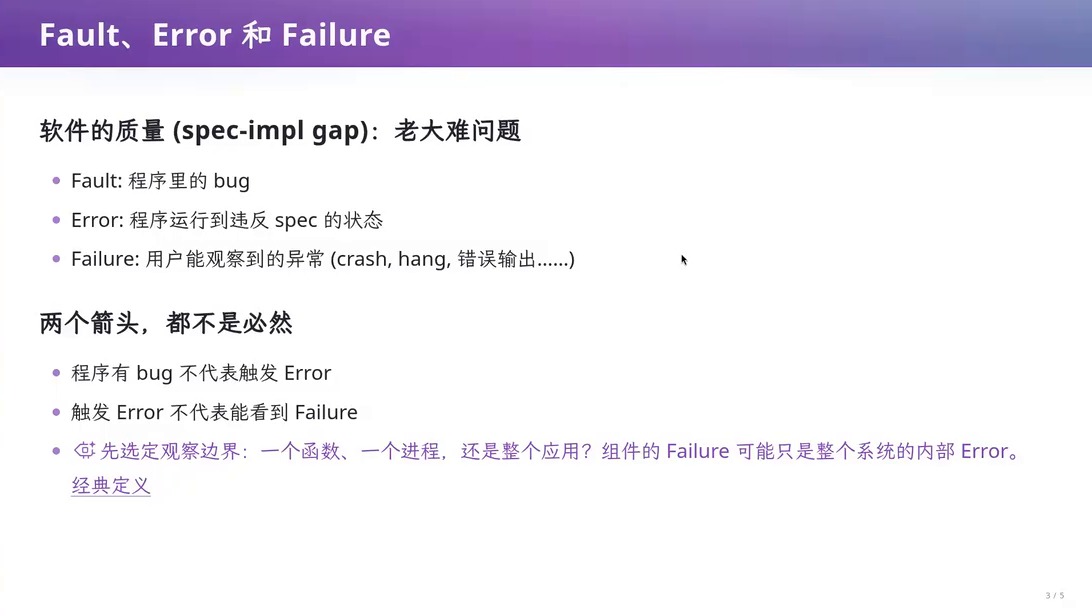 Fault、Error 和 Failure
软件的质量 (spec-impl gap)：老大难问题
Fault: 程序里的 bug
Error: 程序运行到违反 spec 的状态
Failure: 用户能观察到的异常 (crash, hang, 错误输出……)
两个箭头，都不是必然
程序有 bug 不代表触发 Error
触发 Error 不代表能看到 Failure
先选定观察边界：一个函数、一个进程，还是整个应用？组件的 Failure 可能只是整个系统的内部 Error。
经典定义
3 / 5